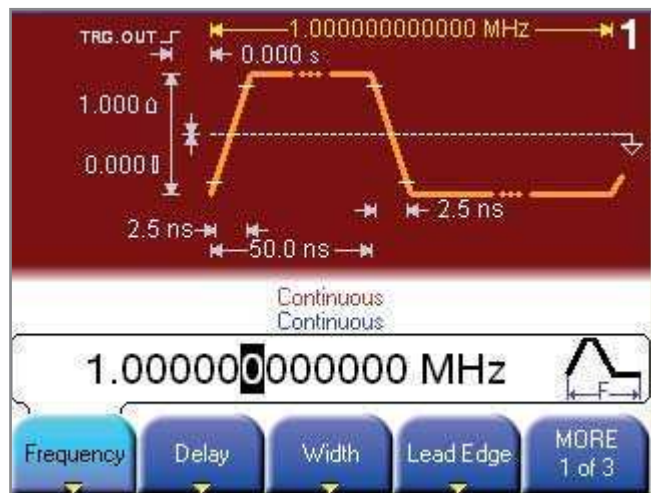 TRG.OUT
1.000000000000 MHz
1
0.000 s
1.000
0.000
2.5 ns
2.5 ns
50.0 ns
Continuous
Continuous
1.000000000000 MHz
F
Frequency
Delay
Width
Lead Edge
MORE
1 of 3